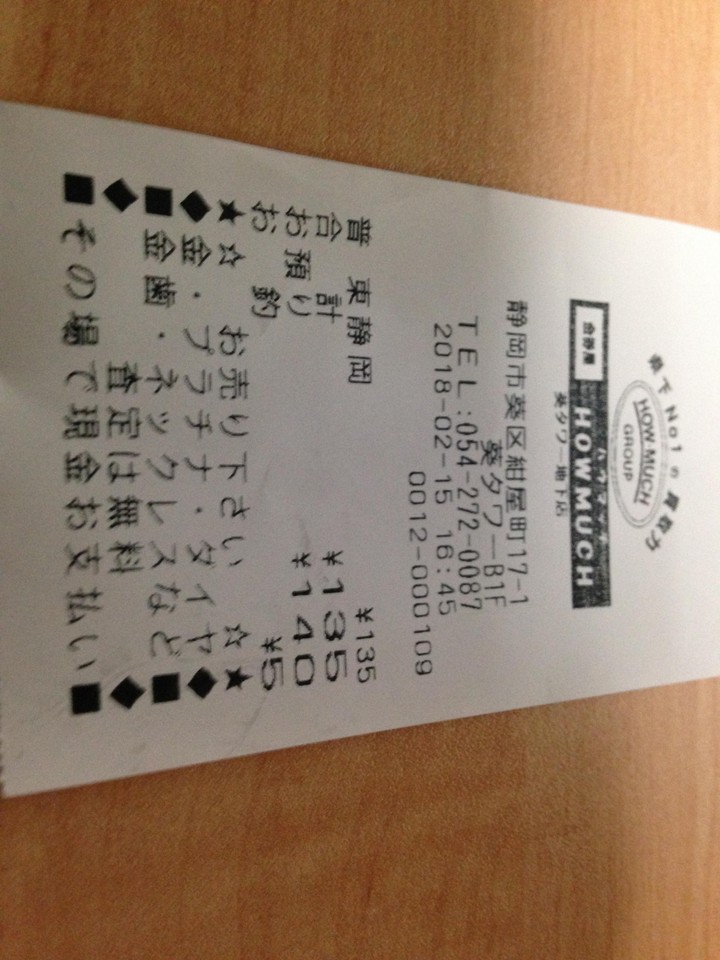 県下No1の買取力
HOW MUCH
GROUP
金券屋 ハウマッチ
HOWMUCH
葵タワー地下店
静岡市葵区紺屋町17-1
葵タワーB1F
TEL:054-272-0087
2018-02-15 16:45
0012-000109
普 東静岡 ¥135
合 計 ¥135
お預り ¥140
お 釣 ¥5
★☆ お売り下さい ☆★
◆金・プラチナ・ダイヤ◆
■金歯・ネックレスなど■
◆ 査定は無料 ◆
■その場で現金お支払い■